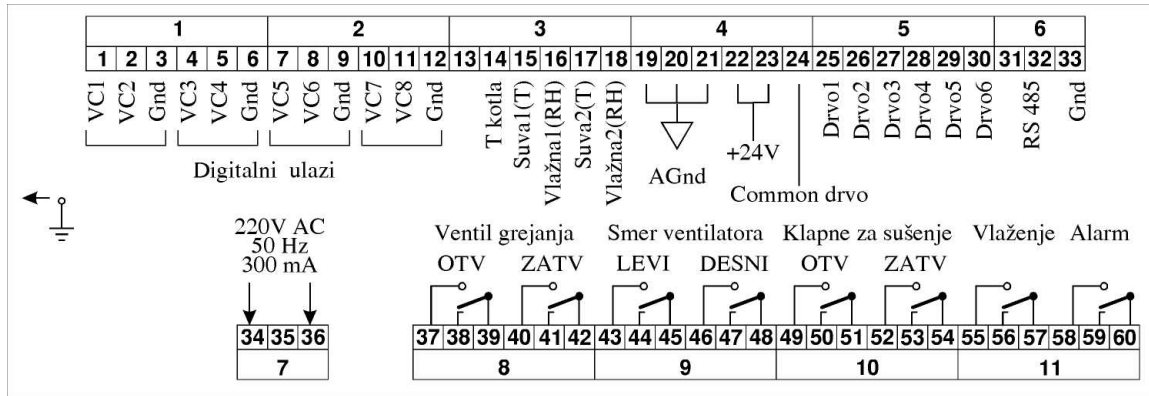 1 2 3 4 5 6
1 2 3 4 5 6 7 8 9 10 11 12 13 14 15 16 17 18 19 20 21 22 23 24 25 26 27 28 29 30 31 32 33
VC1
VC2
Gnd
VC3
VC4
Gnd
VC5
VC6
Gnd
VC7
VC8
Gnd
T kotla
Suva1(T)
Vlažna1(RH)
Suva2(T)
Vlažna2(RH)
AGnd
+24V
Common drvo
Drvo1
Drvo2
Drvo3
Drvo4
Drvo5
Drvo6
RS 485
Gnd
Digitalni ulazi
220V AC
50 Hz
300 mA
Ventil grejanja Smer ventilatora Klapne za sušenje Vlaženje Alarm
OTV ZATV LEVI DESNI OTV ZATV
34 35 36 37 38 39 40 41 42 43 44 45 46 47 48 49 50 51 52 53 54 55 56 57 58 59 60
7 8 9 10 11